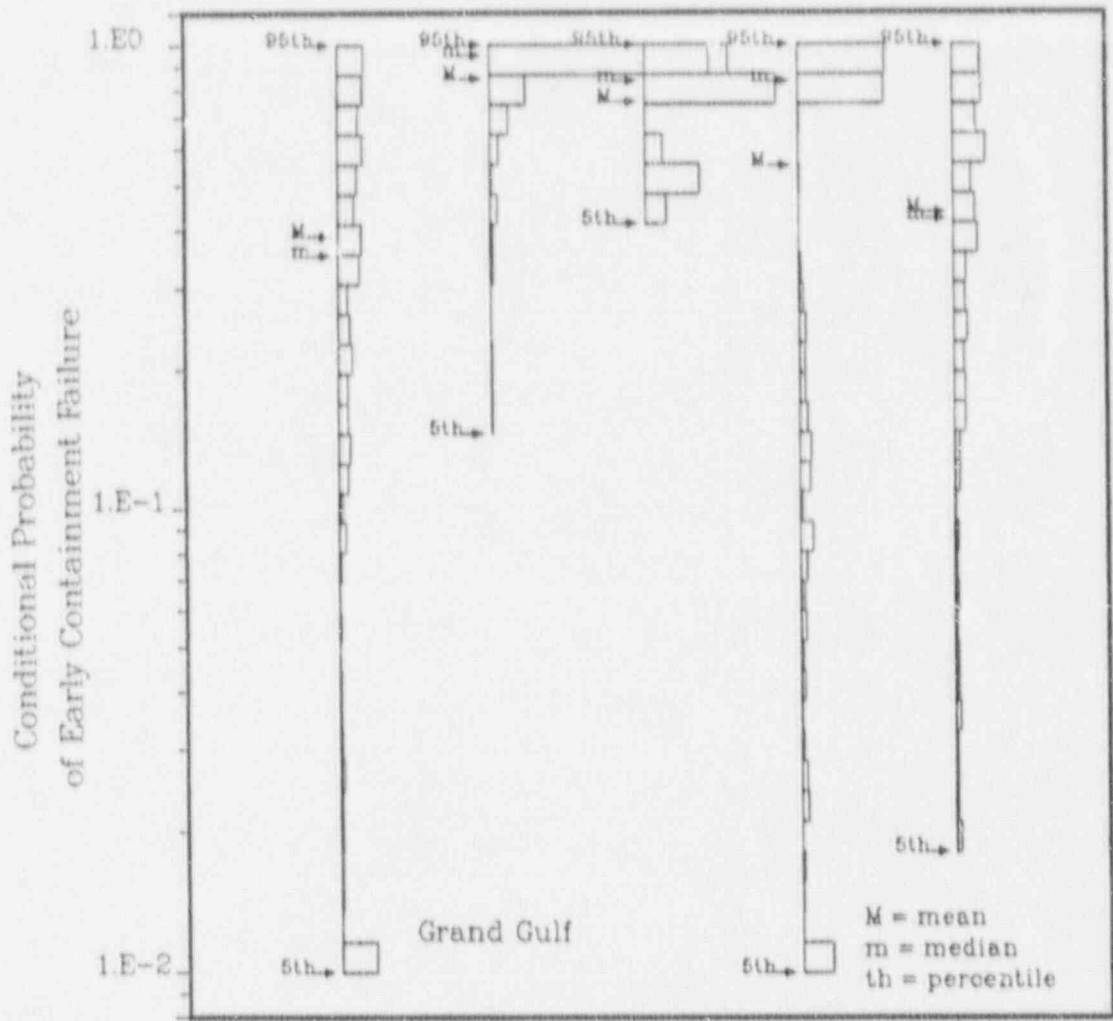 1.E0
95th
95th
m
M
95th
m
M
95th
m
95th
M
5th
M
m
M
m
5th
Conditional Probability
of Early Containment Failure
1.E-1
5th
Grand Gulf
M = mean
m = median
th = percentile
1.E-2
5th
5th